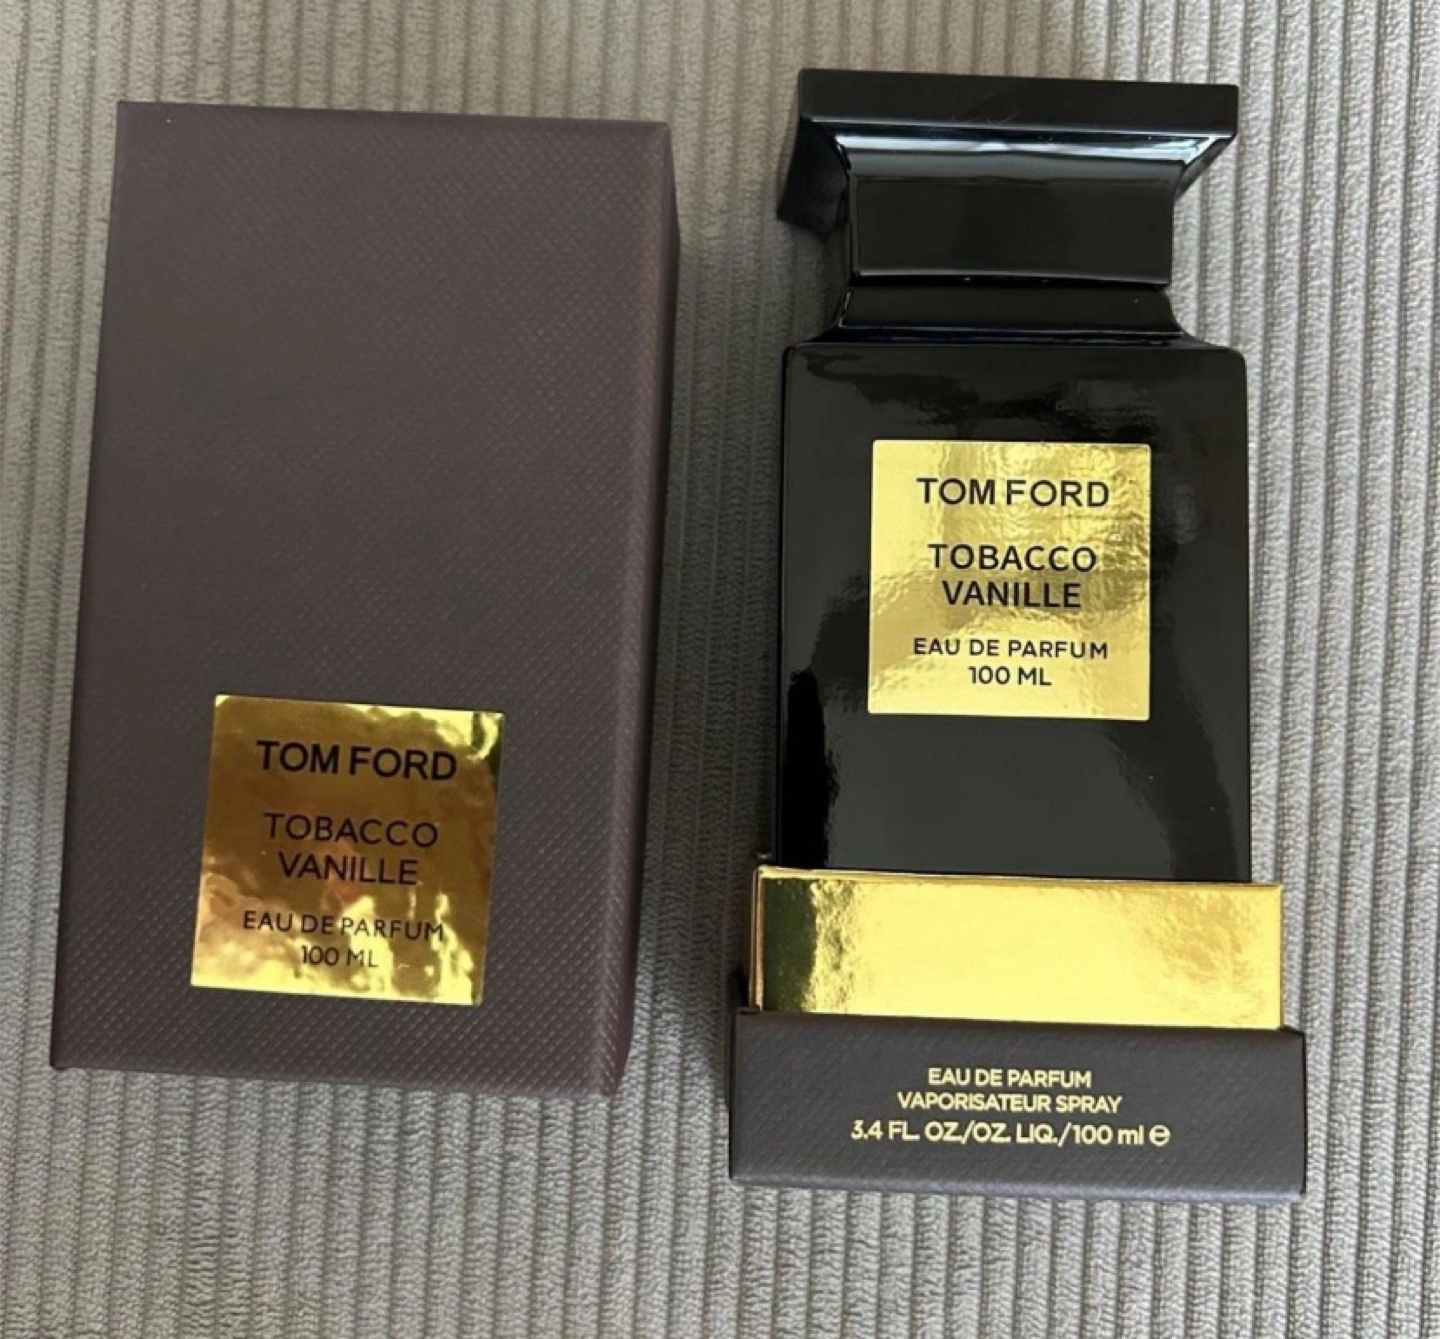 TOM FORD
TOBACCO
VANILLE
EAU DE PARFUM
100 ML
TOM FORD
TOBACCO
VANILLE
EAU DE PARFUM
100 ML
EAU DE PARFUM
VAPORISATEUR SPRAY
3.4 FL. OZ./OZ. LIQ./100 ml ℮